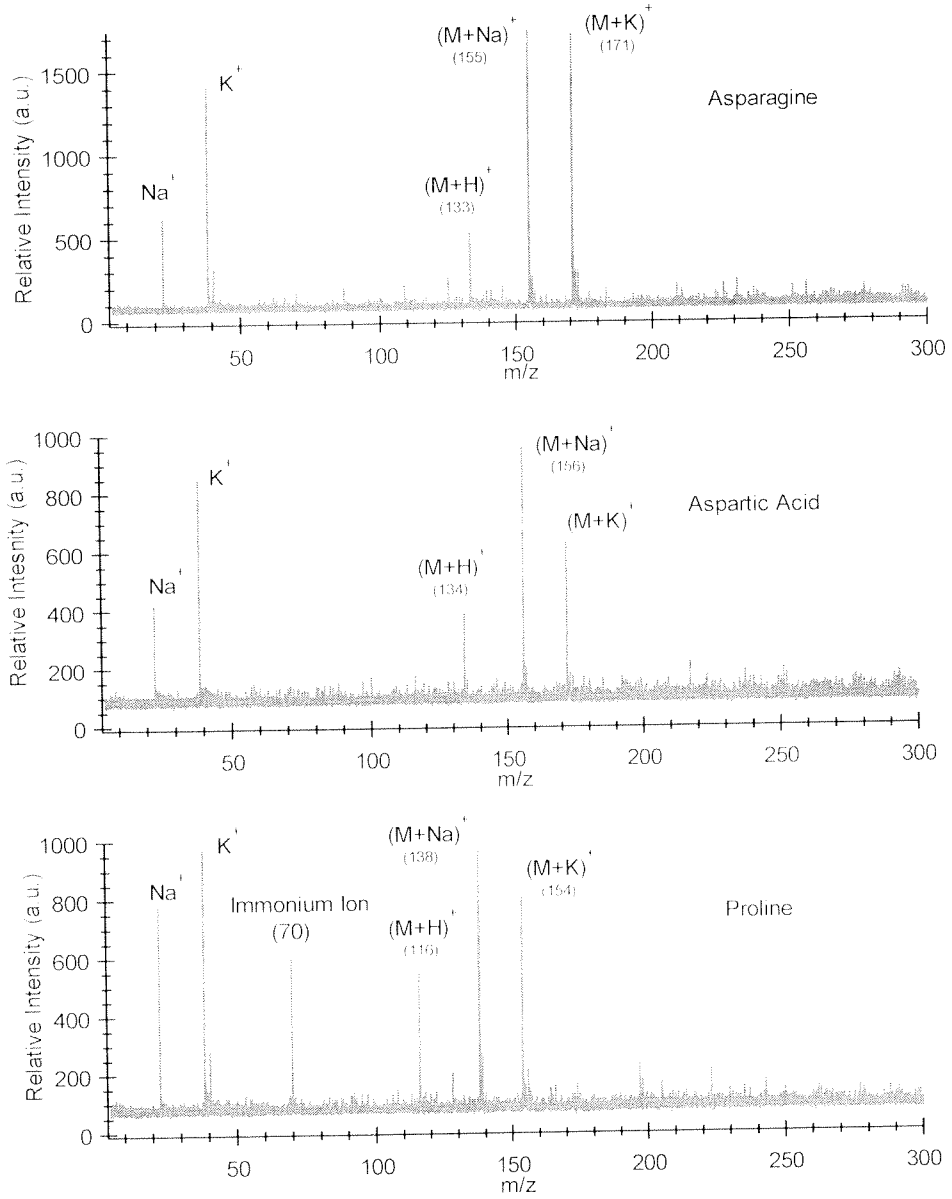 (M+Na)⁺
(155)
(M+K)⁺
(171)
K⁺
Asparagine
Na⁺
(M+H)⁺
(133)
Relative Intensity (a.u.)
1500
1000
500
0
50 100 150 200 250 300
m/z
(M+Na)⁺
(156)
K⁺
Aspartic Acid
(M+K)⁺
(M+H)⁺
(134)
Na⁺
Relative Intesnity (a.u.)
1000
800
600
400
200
0
50 100 150 200 250 300
m/z
K⁺
(M+Na)⁺
(138)
(M+K)⁺
(154)
Na⁺
Immonium Ion
(70)
(M+H)⁺
(116)
Proline
Relative Intensity (a.u.)
1000
800
600
400
200
0
50 100 150 200 250 300
m/z